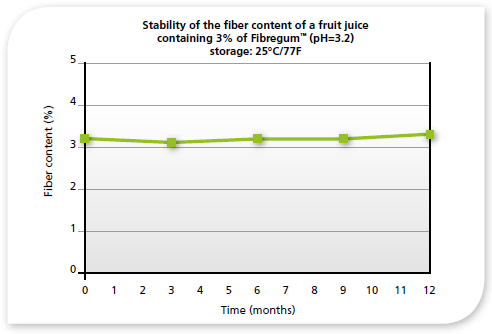 Stability of the fiber content of a fruit juice
containing 3% of Fibregum™ (pH=3.2)
storage: 25°C/77F
5
4
3
2
1
0
Fiber content (%)
0 1 2 3 4 5 6 7 8 9 10 11 12
Time (months)